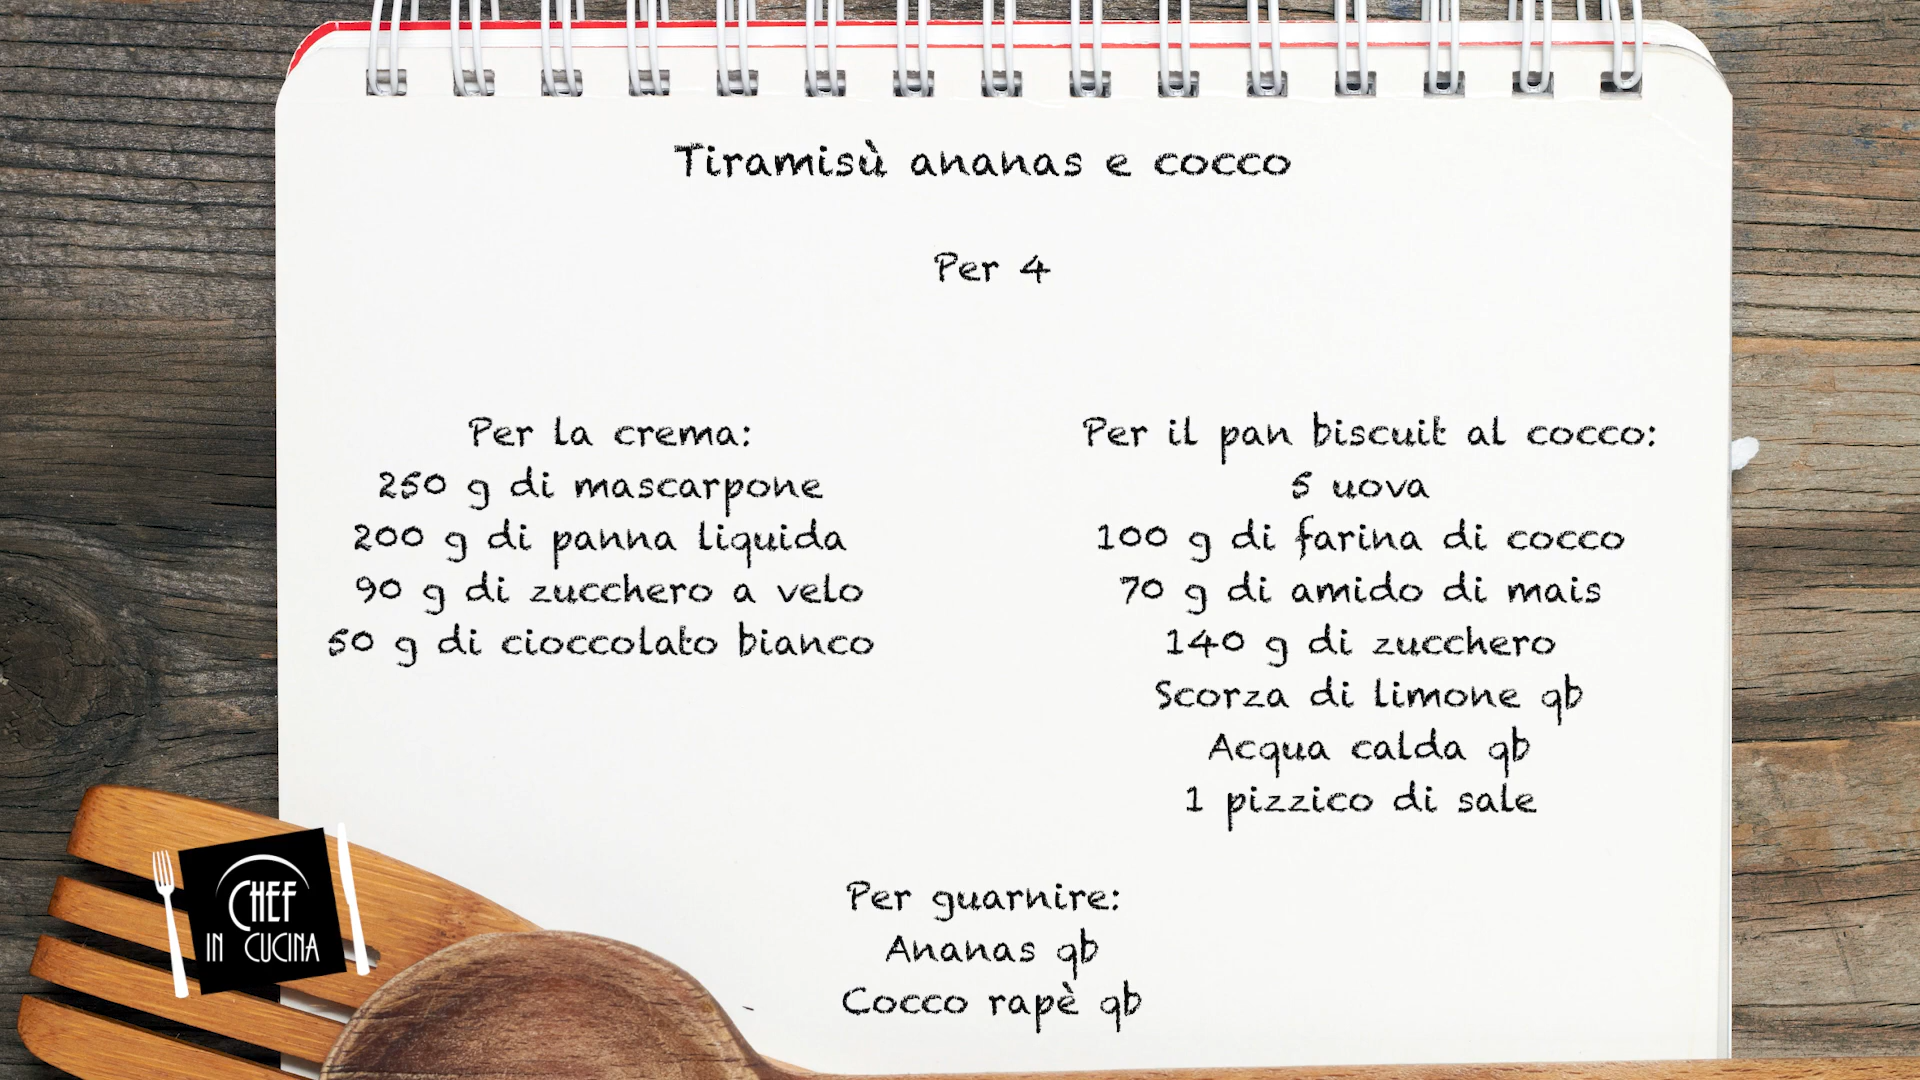 Tiramisù ananas e cocco
Per 4
Per la crema:
250 g di mascarpone
200 g di panna liquida
90 g di zucchero a velo
50 g di cioccolato bianco
Per il pan biscuit al cocco:
5 uova
100 g di farina di cocco
70 g di amido di mais
140 g di zucchero
Scorza di limone qb
Acqua calda qb
1 pizzico di sale
Per guarnire:
Ananas qb
Cocco rapè qb
CHEF
IN CUCINA